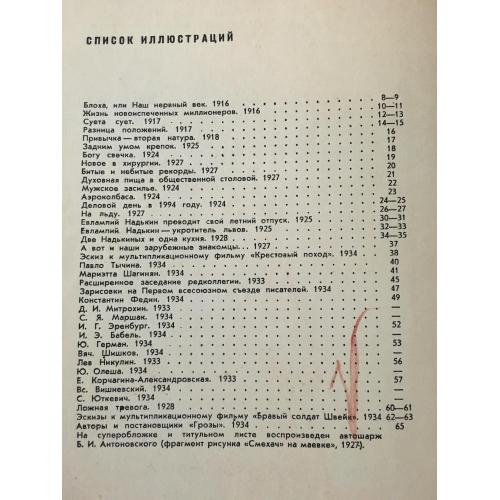 СПИСОК ИЛЛЮСТРАЦИЙ
Блоха, или Наш нервный век. 1916 . . . . . . . . 8—9
Жизнь новоиспеченных миллионеров. 1916 . . . . . . . . 10—11
Суета сует. 1917 . . . . . . . . 12—13
Разница положений. 1917 . . . . . . . . 14—15
Привычка — вторая натура. 1918 . . . . . . . . 16
Задним умом крепок. 1925 . . . . . . . . 17
Богу свечка. 1924 . . . . . . . . 18
Новое в хирургии. 1927 . . . . . . . . 19
Битые и небитые рекорды. 1927 . . . . . . . . 20
Духовная пища в общественной столовой. 1927 . . . . . . . . 21
Мужское засилье. 1924 . . . . . . . . 22
Аэроколбаса. 1924 . . . . . . . . 23
Деловой день в 1994 году. 1924 . . . . . . . . 24—25
На льду. 1927 . . . . . . . . 26—27
Евлампий Надькин проводит свой летний отпуск. 1925 . . . . 30—31
Евлампий Надькин — укротитель львов. 1925 . . . . . . 32—33
Две Надькиных и одна кухня. 1928 . . . . . . . . 34—35
А вот и наши зарубежные знакомцы... 1927 . . . . . . 37
Эскиз к мультипликационному фильму «Крестовый поход». 1934 . . . 38
Павло Тычина. 1934 . . . . . . . . 40
Мариэтта Шагинян. 1934 . . . . . . . . 41
Расширенное заседание редколлегии. 1933 . . . . . . . . 45
Зарисовки на Первом всесоюзном съезде писателей. 1934 . . . . 47
Константин Федин. 1934 . . . . . . . . 49
Д. И. Митрохин. 1933 . . . . . . . . —
С. Я. Маршак. 1934 . . . . . . . . —
И. Г. Эренбург. 1934 . . . . . . . . 52
И. Э. Бабель. 1934 . . . . . . . . —
Ю. Герман. 1934 . . . . . . . . 53
Вяч. Шишков. 1934 . . . . . . . . —
Лев Никулин. 1934 . . . . . . . . —
Ю. Олеша. 1934 . . . . . . . . —
Е. Корчагина-Александровская. 1933 . . . . . . . . 57
Вс. Вишневский. 1934 . . . . . . . . —
С. Юткевич. 1934 . . . . . . . . —
Ложная тревога. 1928 . . . . . . . . 60—61
Эскизы к мультипликационному фильму «Бравый солдат Швейк». 1934 62—63
Авторы и постановщики «Грозы». 1934 . . . . . . . . 65
На суперобложке и титульном листе воспроизведен автошарж
Б. И. Антоновского (фрагмент рисунка «Смехач» на маевке», 1927).